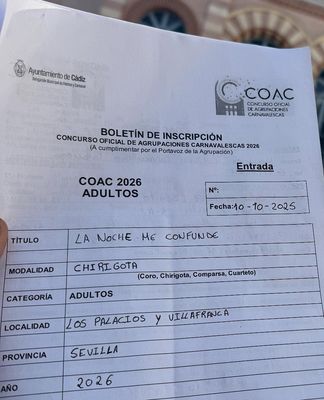 Ayuntamiento de Cádiz
COAC
CONCURSO OFICIAL
DE AGRUPACIONES
CARNAVALESCAS
BOLETÍN DE INSCRIPCIÓN
CONCURSO OFICIAL DE AGRUPACIONES CARNAVALESCAS 2026
(A cumplimentar por el Portavoz de la Agrupación)
Entrada
COAC 2026
ADULTOS
Nº:
Fecha: 10-10-2025
TÍTULO LA NOCHE ME CONFUNDE
MODALIDAD CHIRIGOTA
(Coro, Chirigota, Comparsa, Cuarteto)
CATEGORÍA ADULTOS
LOCALIDAD LOS PALACIOS Y VILLAFRANCA
PROVINCIA SEVILLA
AÑO 2026